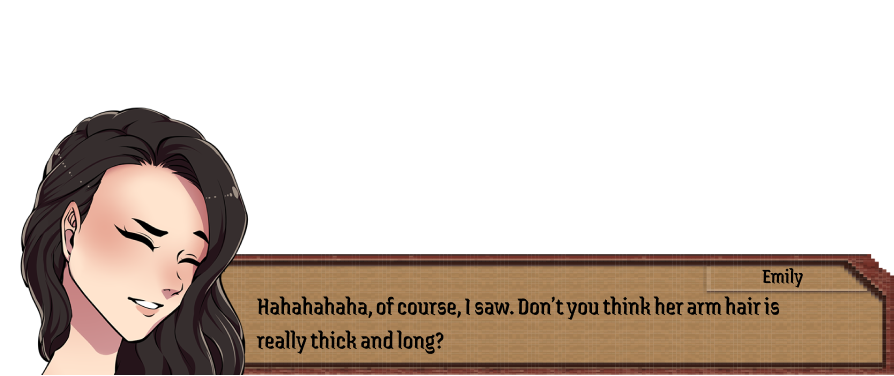 Emily
Hahahahaha, of course, I saw. Don't you think her arm hair is
really thick and long?